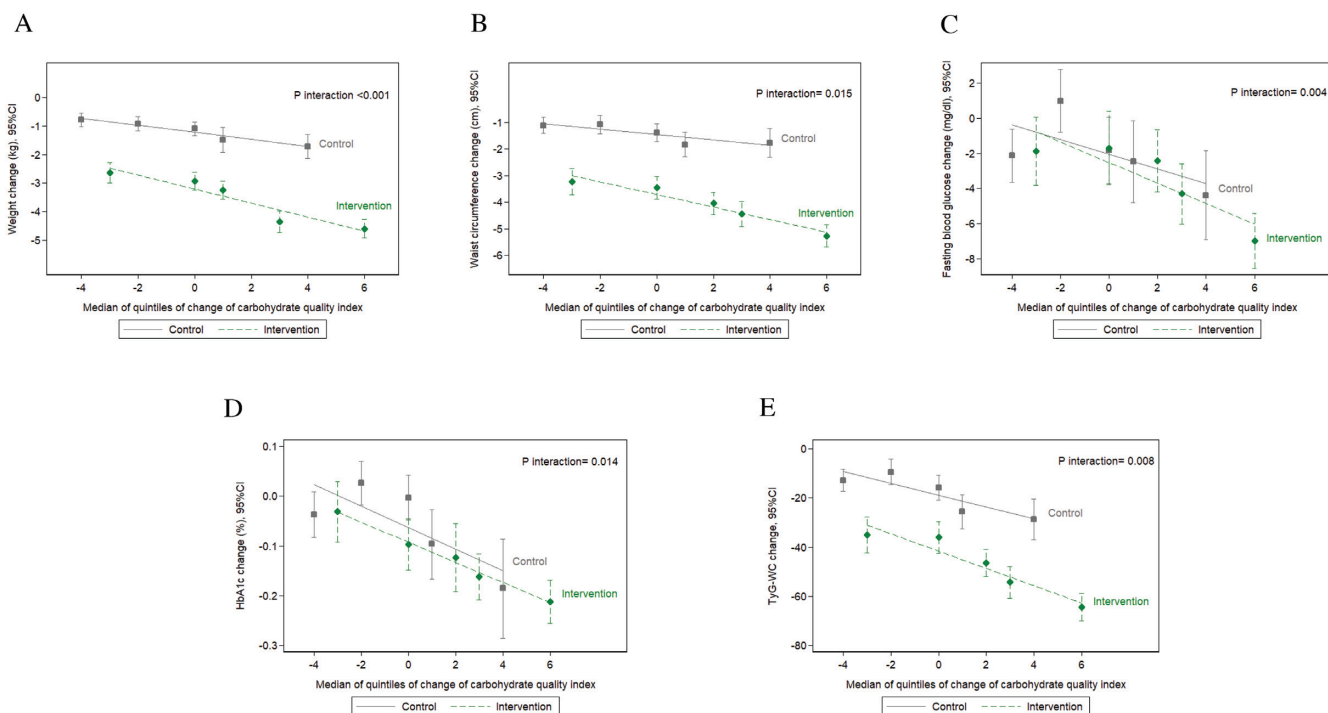 A
Weight change (kg), 95%CI
0
-1
-2
-3
-4
-5
P interaction <0.001
Control
Intervention
-4 -2 0 2 4 6
Median of quintiles of change of carbohydrate quality index
Control Intervention
B
Waist circumference change (cm), 95%CI
-1
-2
-3
-4
-5
-6
P interaction= 0.015
Control
Intervention
-4 -2 0 2 4 6
Median of quintiles of change of carbohydrate quality index
Control Intervention
C
Fasting blood glucose change (mg/dl), 95%CI
2
0
-2
-4
-6
-8
P interaction= 0.004
Control
Intervention
-4 -2 0 2 4 6
Median of quintiles of change of carbohydrate quality index
Control Intervention
D
HbA1c change (%), 95%CI
0.1
0.0
-0.1
-0.2
-0.3
P interaction= 0.014
Control
Intervention
-4 -2 0 2 4 6
Median of quintiles of change of carbohydrate quality index
Control Intervention
E
TyG-WC change, 95%CI
0
-20
-40
-60
-80
P interaction= 0.008
Control
Intervention
-4 -2 0 2 4 6
Median of quintiles of change of carbohydrate quality index
Control Intervention